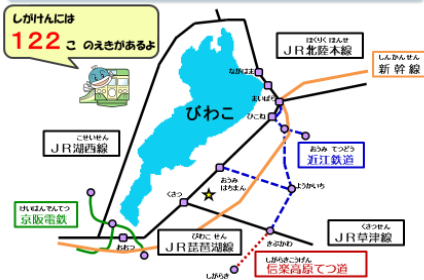 しがけんには
122こ のえきがあるよ
ほくりくほんせ
JR北陸本線
しんかんせん
新幹線
ながはま
まいばら
ひこね
びわこ
こせいせん
JR湖西線
おうみ てつどう
近江鉄道
おうみ
はちまん
ようかいち
くさつ
けいはんでんてつ
京阪電鉄
びわこ せん
JR琵琶湖線
くさつせん
JR草津線
おおつ
きぶかわ
しがらきこうげん
信楽高原てつ道
しがらき